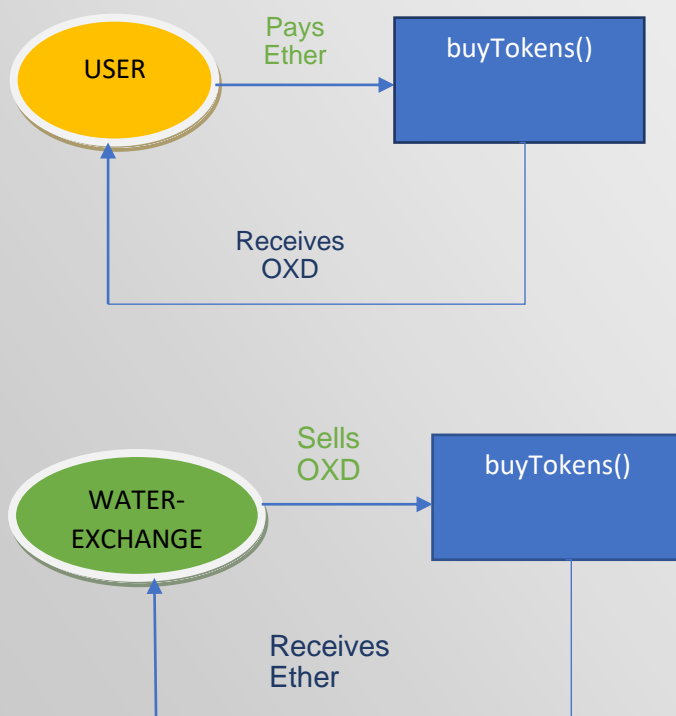 USER
Pays
Ether
buyTokens()
Receives
OXD
WATER-
EXCHANGE
Sells
OXD
buyTokens()
Receives
Ether